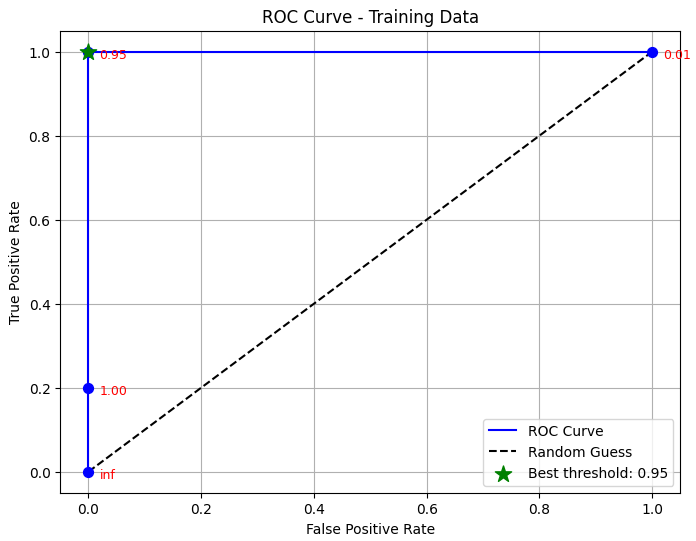 ROC Curve - Training Data
True Positive Rate
1.0
0.8
0.6
0.4
0.2
0.0
0.95
0.01
1.00
inf
ROC Curve
Random Guess
Best threshold: 0.95
0.0
0.2
0.4
0.6
0.8
1.0
False Positive Rate